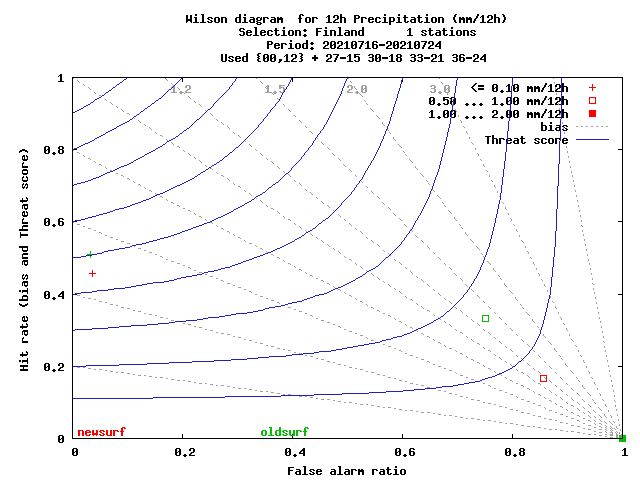 Wilson diagram for 12h Precipitation (mm/12h)
Selection: Finland 1 stations
Period: 20210716-20210724
Used {00,12} + 27-15 30-18 33-21 36-24
1
0.8
0.6
0.4
0.2
0
Hit rate (bias and Threat score)
1.2
1.5
2.0
3.0
<= 0.10 mm/12h
0.50 ... 1.00 mm/12h
1.00 ... 2.00 mm/12h
bias
Threat score
newsurf
oldsurf
0
0.2
0.4
0.6
0.8
1
False alarm ratio